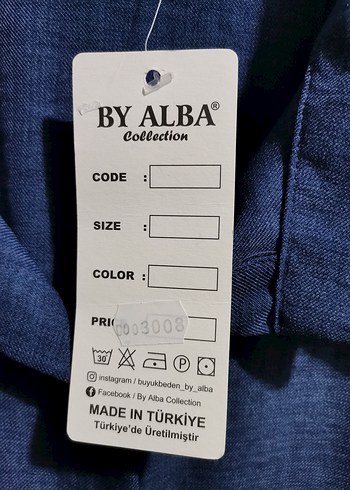 BY ALBA®
Collection
CODE :
SIZE :
COLOR :
PRI
0003008
30
P
instagram / buyukbeden_by_alba
Facebook / By Alba Collection
MADE IN TÜRKİYE
Türkiye'de Üretilmiştir